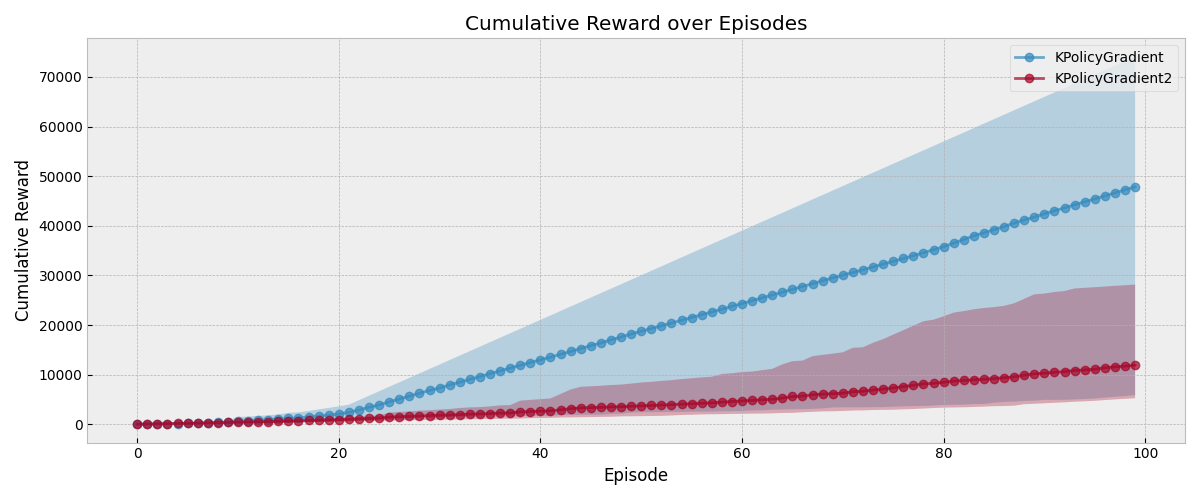 Cumulative Reward over Episodes
KPolicyGradient
KPolicyGradient2
Cumulative Reward
70000
60000
50000
40000
30000
20000
10000
0
0 20 40 60 80 100
Episode